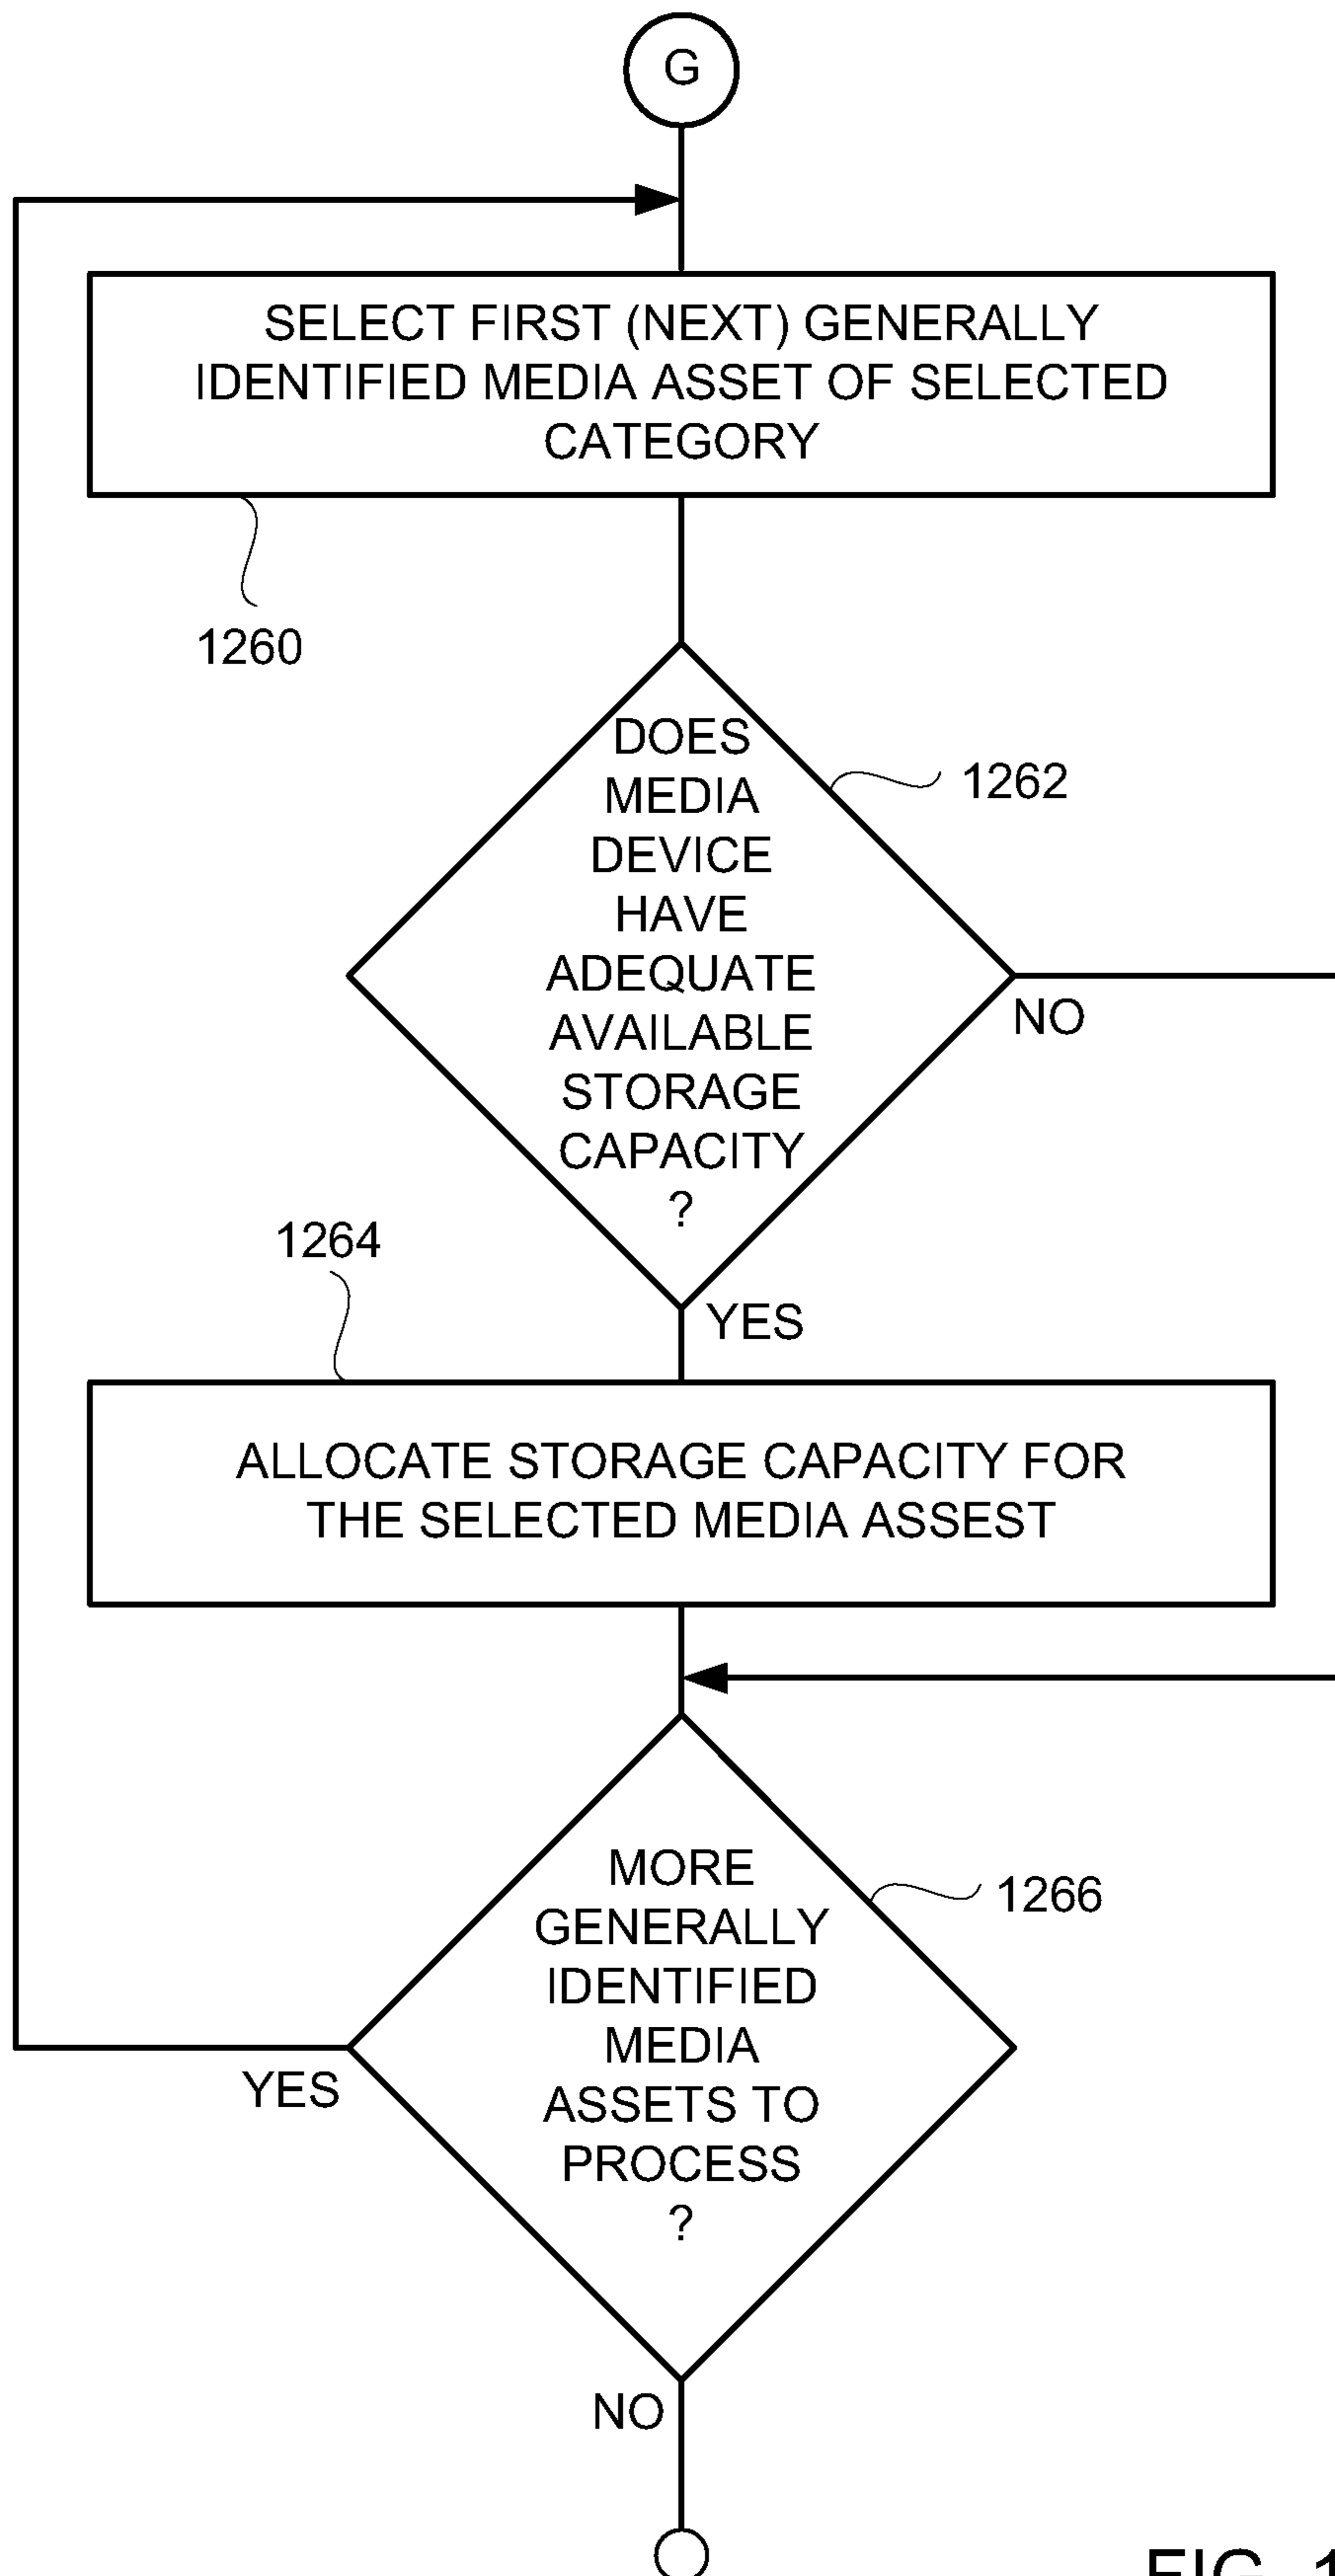 G
SELECT FIRST (NEXT) GENERALLY
IDENTIFIED MEDIA ASSET OF SELECTED
CATEGORY
1260
DOES
MEDIA
DEVICE
HAVE
ADEQUATE
AVAILABLE
STORAGE
CAPACITY
?
1262
NO
1264
YES
ALLOCATE STORAGE CAPACITY FOR
THE SELECTED MEDIA ASSEST
MORE
GENERALLY
IDENTIFIED
MEDIA
ASSETS TO
PROCESS
?
1266
YES
NO
FIG. 1